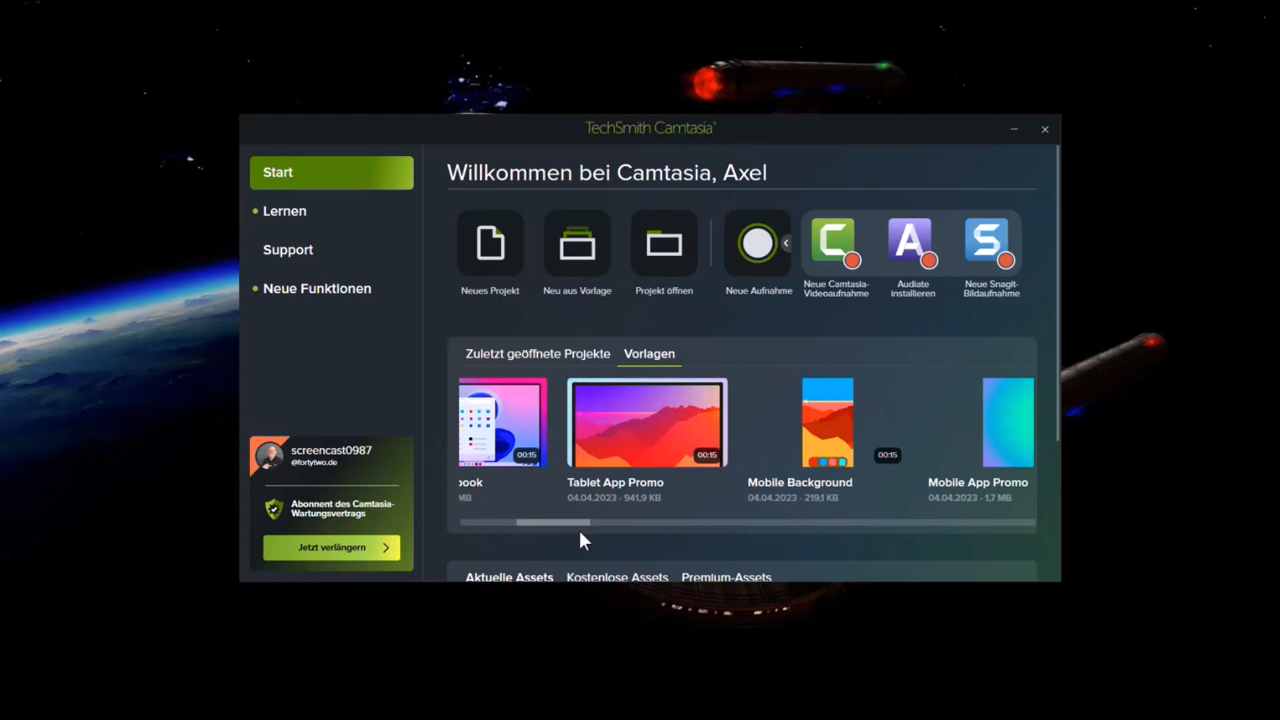 TechSmith Camtasia®
Start
Lernen
Support
Neue Funktionen
screencast0987
@fortytwo.de
Abonnent des Camtasia-
Wartungsvertrags
Jetzt verlängern
Willkommen bei Camtasia, Axel
Neues Projekt
Neu aus Vorlage
Projekt öffnen
Neue Aufnahme
Neue Camtasia-
Videoaufnahme
Audiate
installieren
Neue Snagit-
Bildaufnahme
Zuletzt geöffnete Projekte Vorlagen
00:15 00:15 00:15
book Tablet App Promo Mobile Background Mobile App Promo
MB 04.04.2023 - 941,9 KB 04.04.2023 - 219,1 KB 04.04.2023 - 1,7 MB
Aktuelle Assets Kostenlose Assets Premium-Assets